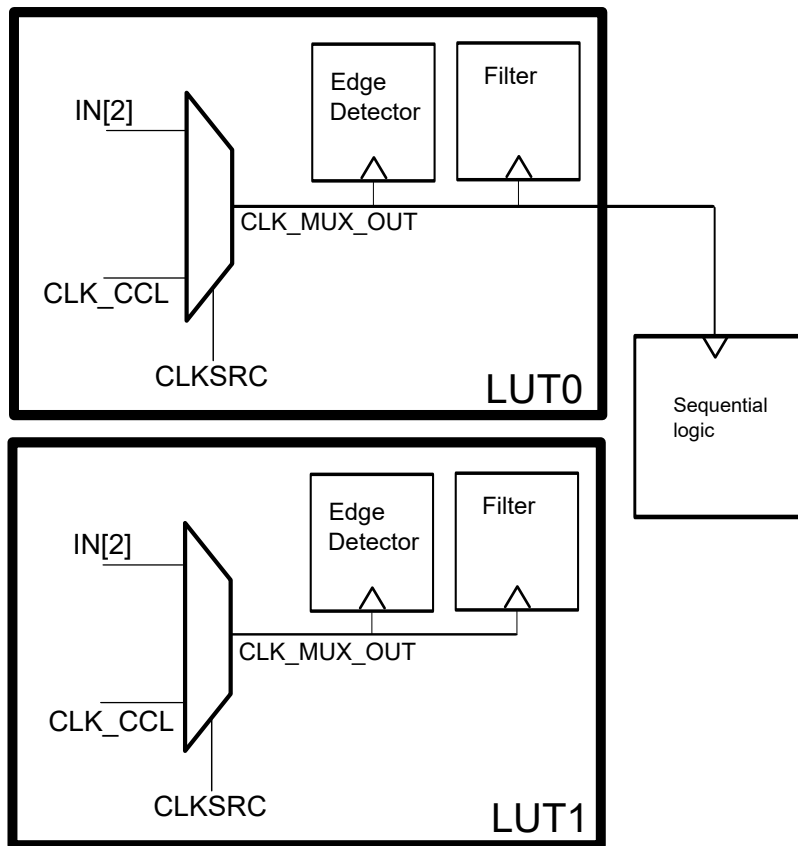 Edge
Detector
Filter
IN[2]
CLK_MUX_OUT
CLK_CCL
CLKSRC
LUT0
Sequential
logic
Edge
Detector
Filter
IN[2]
CLK_MUX_OUT
CLK_CCL
CLKSRC
LUT1